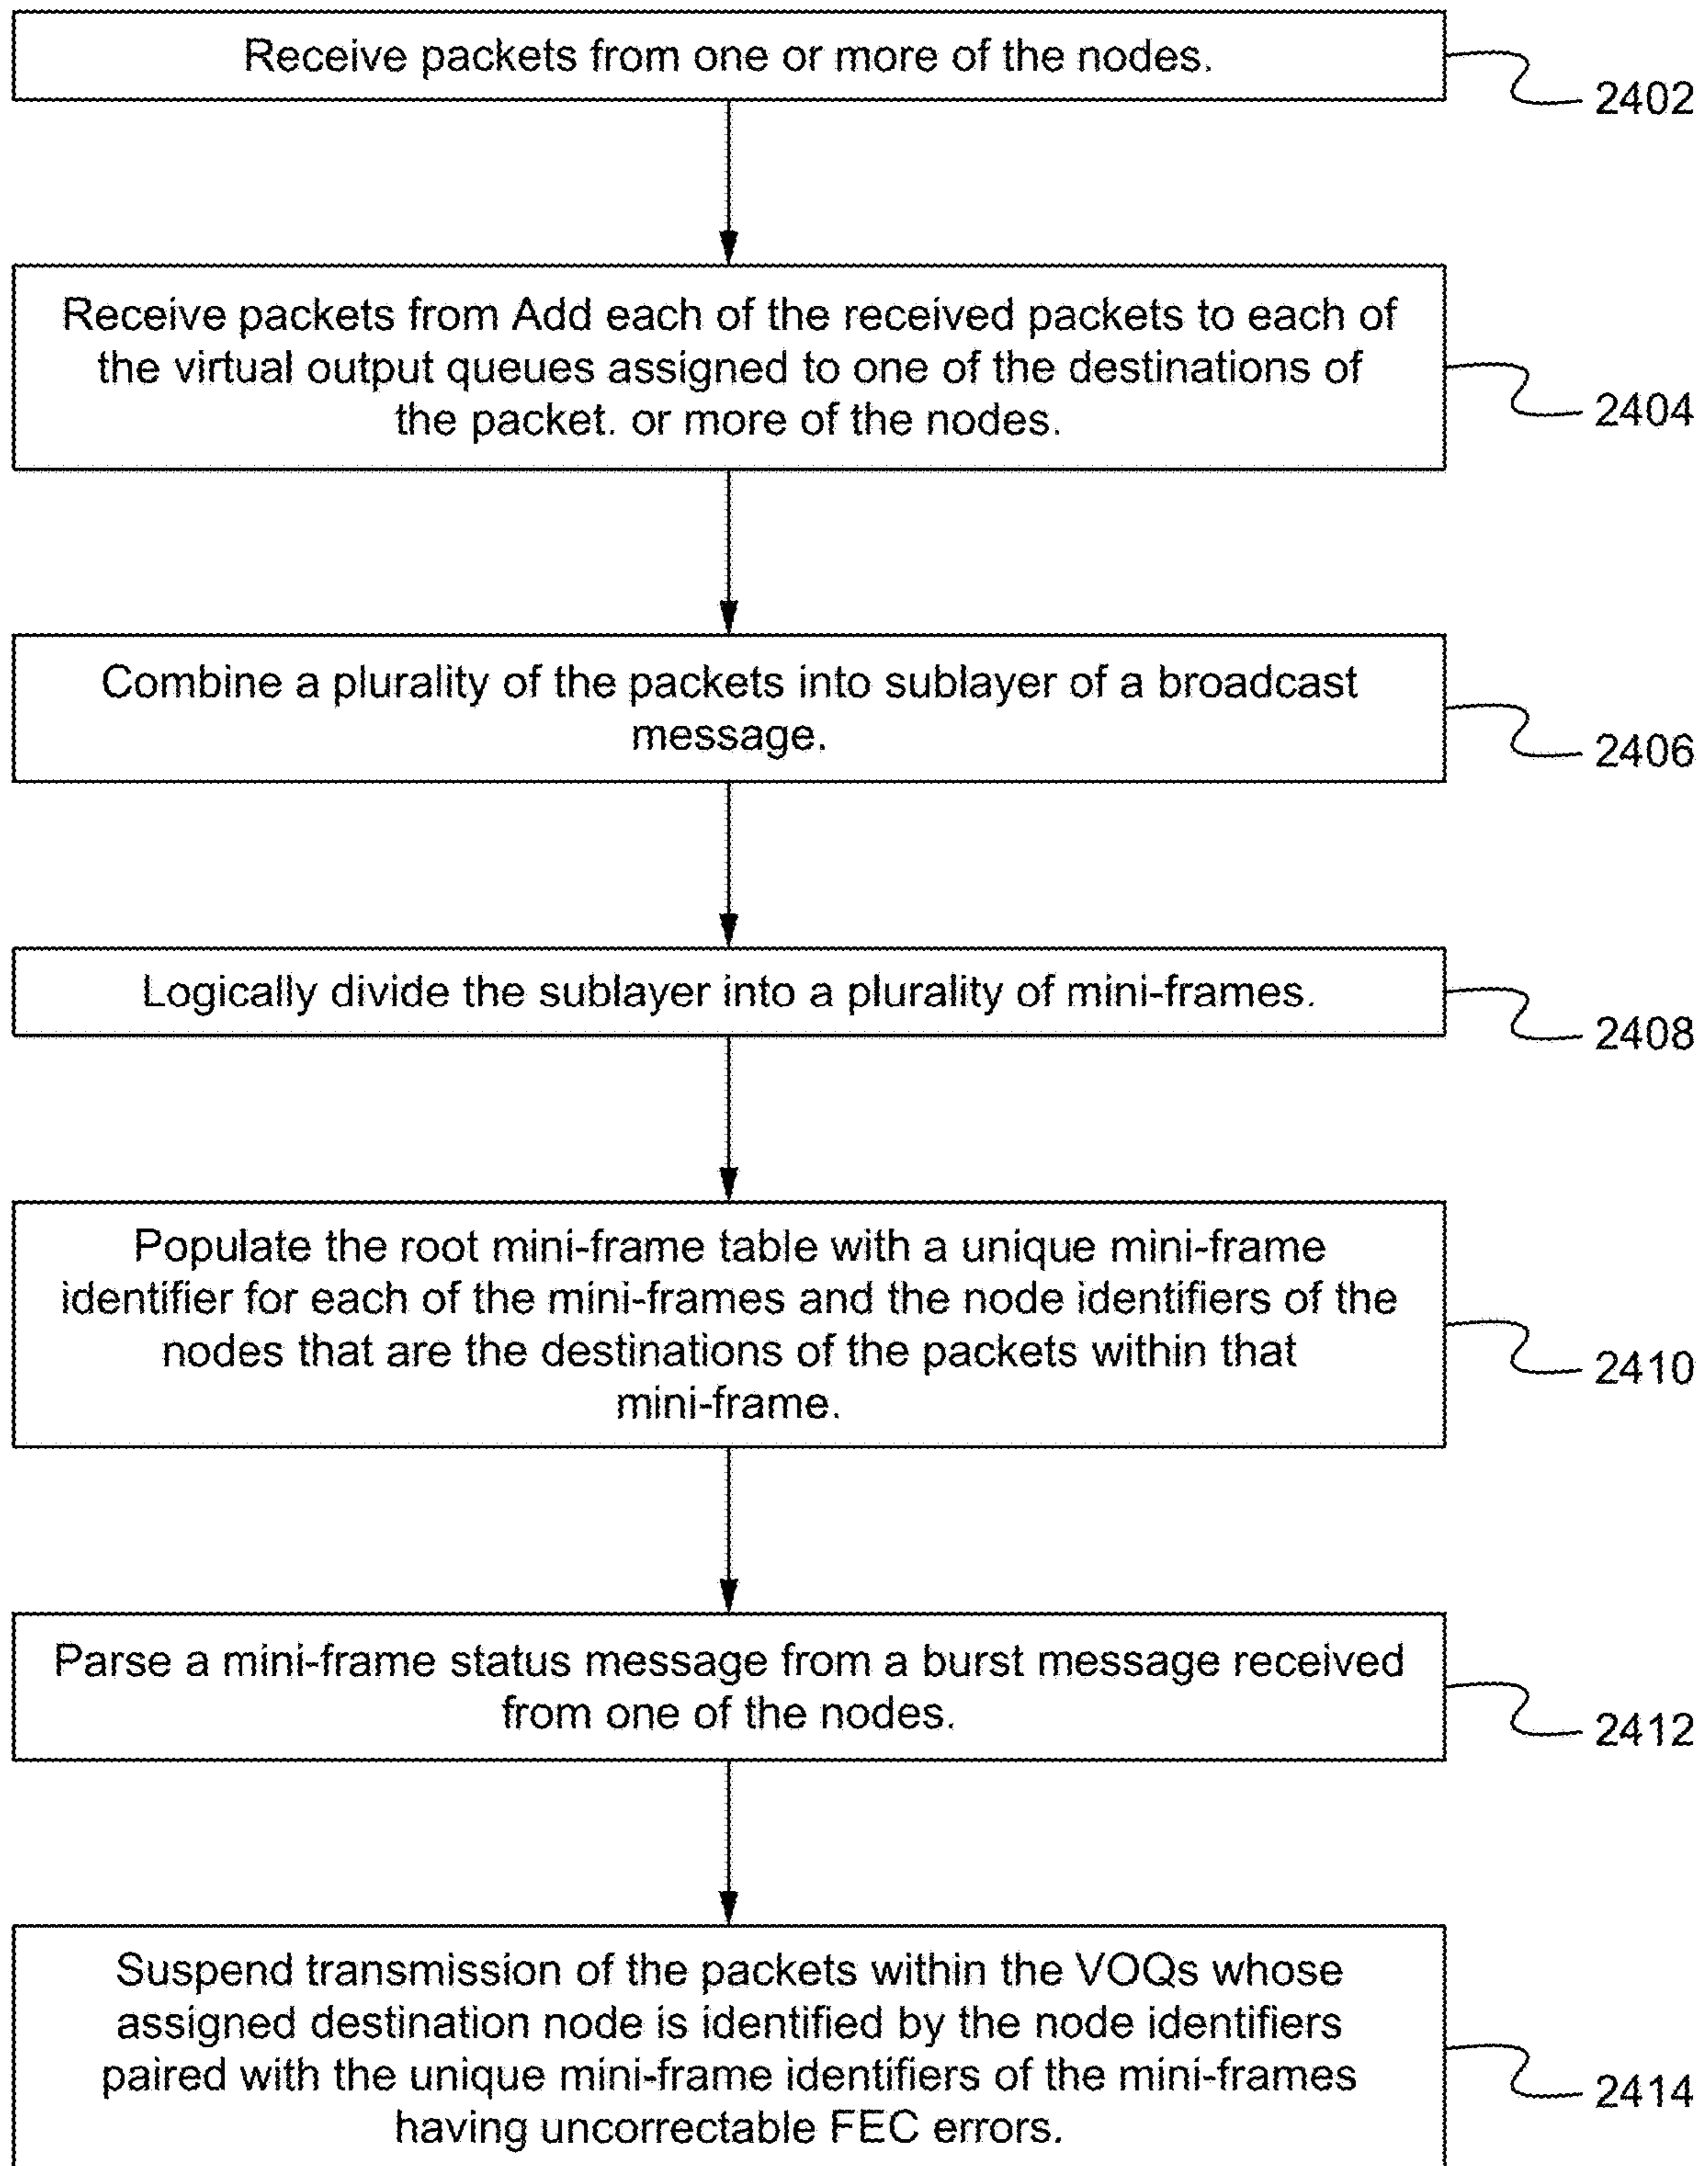 Receive packets from one or more of the nodes.
2402
Receive packets from Add each of the received packets to each of
the virtual output queues assigned to one of the destinations of
the packet. or more of the nodes.
2404
Combine a plurality of the packets into sublayer of a broadcast
message.
2406
Logically divide the sublayer into a plurality of mini-frames.
2408
Populate the root mini-frame table with a unique mini-frame
identifier for each of the mini-frames and the node identifiers of the
nodes that are the destinations of the packets within that
mini-frame.
2410
Parse a mini-frame status message from a burst message received
from one of the nodes.
2412
Suspend transmission of the packets within the VOQs whose
assigned destination node is identified by the node identifiers
paired with the unique mini-frame identifiers of the mini-frames
having uncorrectable FEC errors.
2414